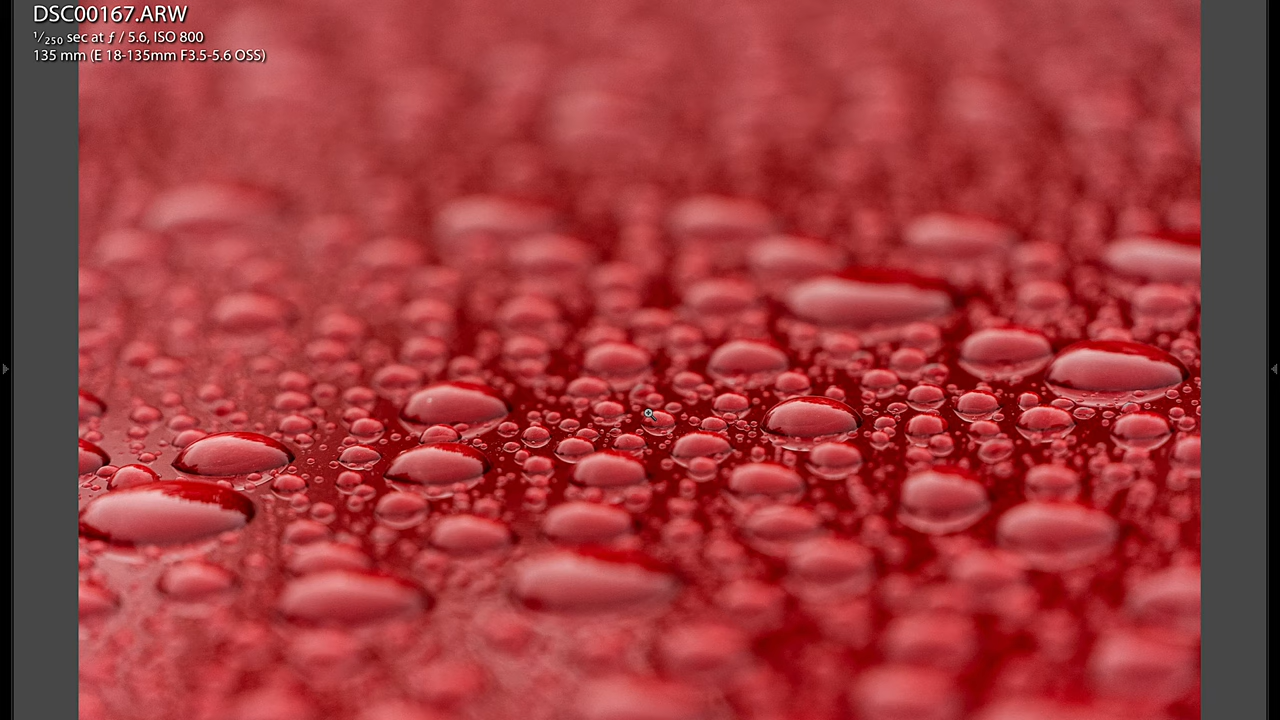 DSC00167.ARW
1/250 sec at ƒ / 5.6, ISO 800
135 mm (E 18-135mm F3.5-5.6 OSS)